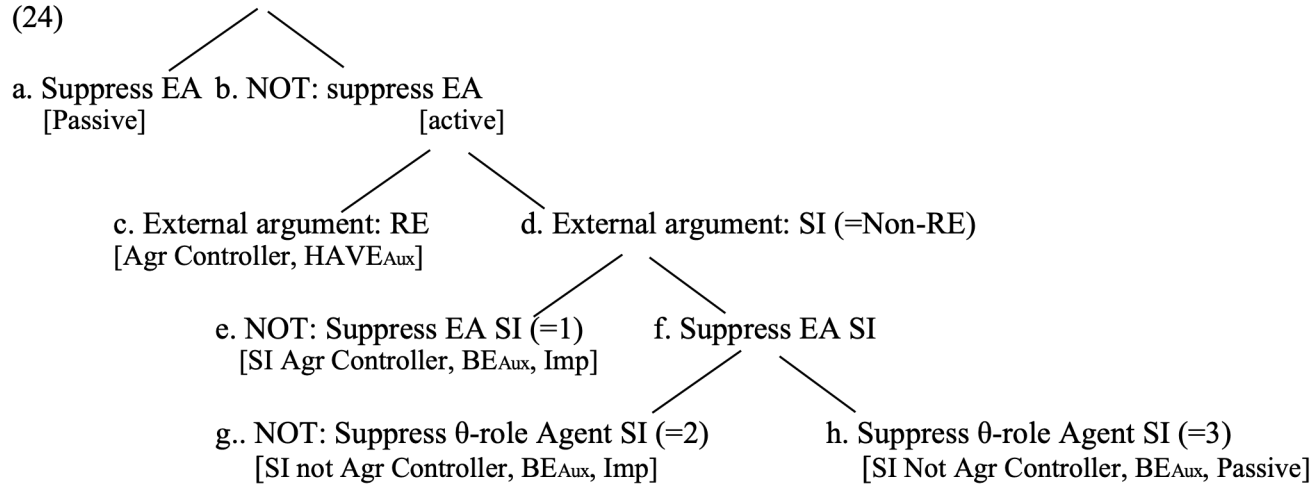 (24)
a. Suppress EA b. NOT: suppress EA
[Passive] [active]
c. External argument: RE d. External argument: SI (=Non-RE)
[Agr Controller, HAVEAux]
e. NOT: Suppress EA SI (=1) f. Suppress EA SI
[SI Agr Controller, BEAux, Imp]
g.. NOT: Suppress θ-role Agent SI (=2) h. Suppress θ-role Agent SI (=3)
[SI not Agr Controller, BEAux, Imp] [SI Not Agr Controller, BEAux, Passive]